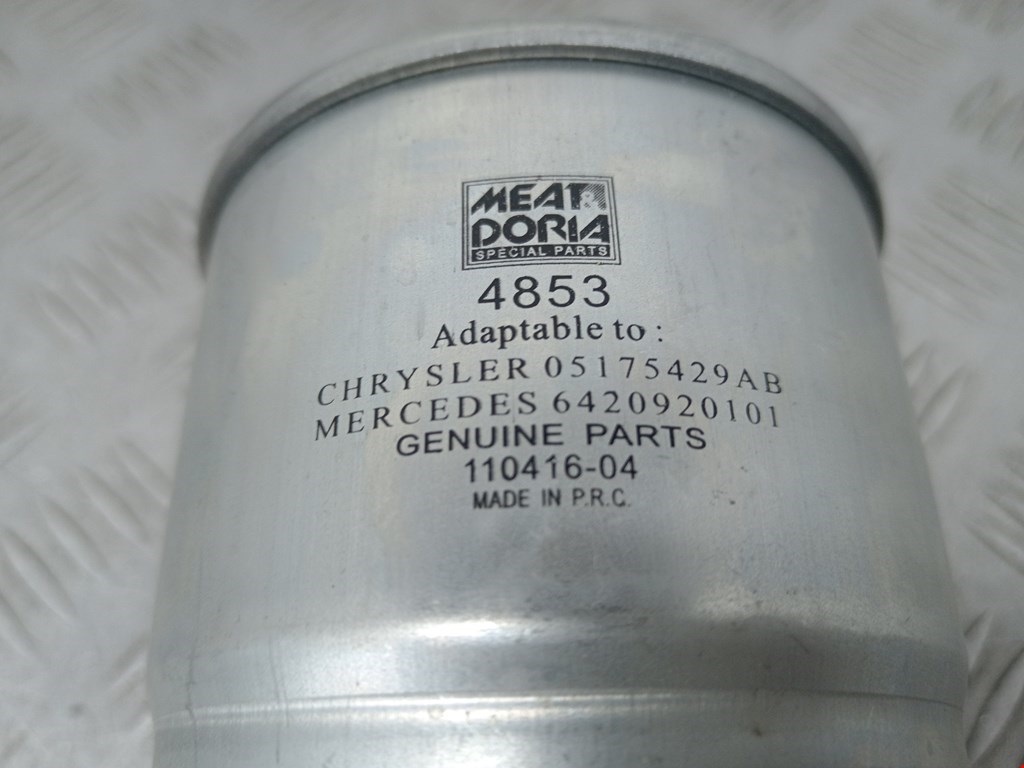 MEAT&
DORIA
SPECIAL PARTS
4853
Adaptable to :
CHRYSLER 05175429AB
MERCEDES 6420920101
GENUINE PARTS
110416-04
MADE IN P.R.C.